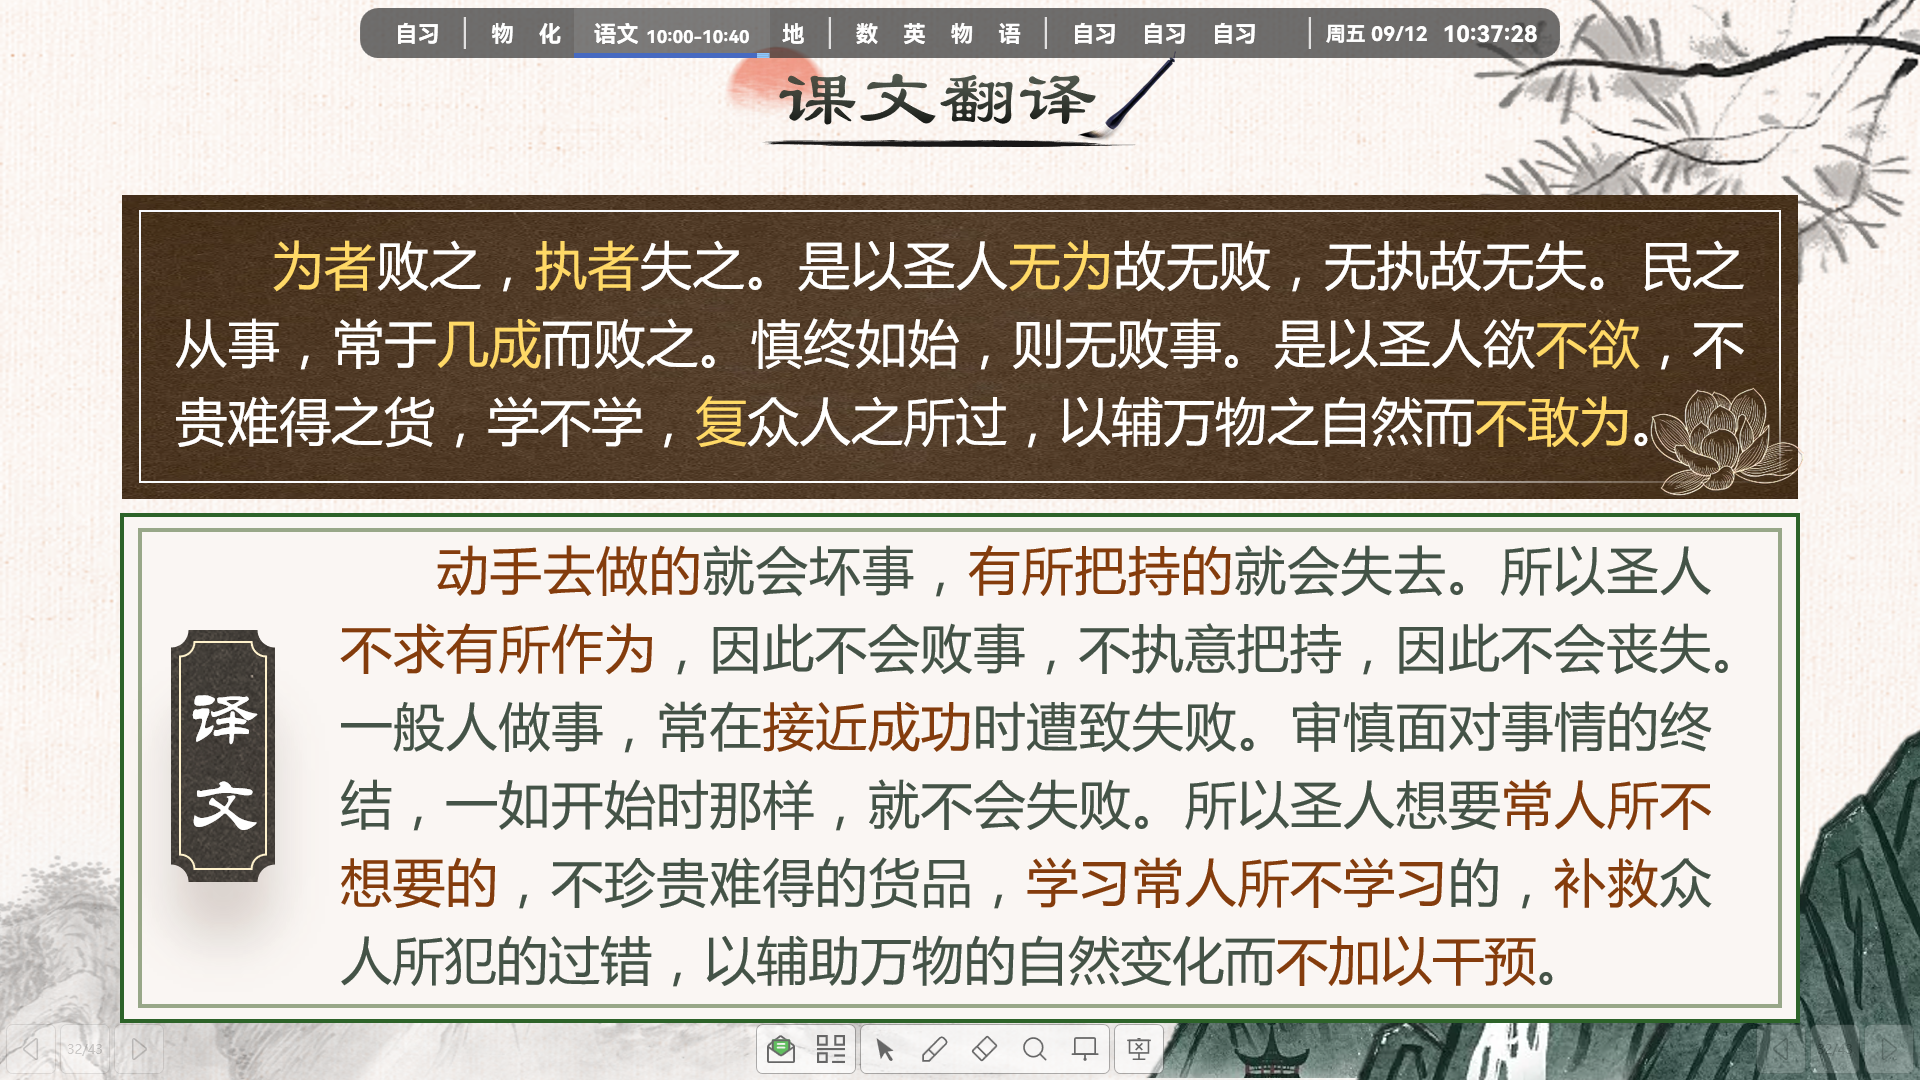 自习 物 化 语文 10:00-10:40 地 数 英 物 语 自习 自习 自习 周五 09/12 10:37:28
课文翻译
为者败之，执者失之。是以圣人无为故无败，无执故无失。民之
从事，常于几成而败之。慎终如始，则无败事。是以圣人欲不欲，不
贵难得之货，学不学，复众人之所过，以辅万物之自然而不敢为。
译文
动手去做的就会坏事，有所把持的就会失去。所以圣人
不求有所作为，因此不会败事，不执意把持，因此不会丧失。
一般人做事，常在接近成功时遭致失败。审慎面对事情的终
结，一如开始时那样，就不会失败。所以圣人想要常人所不
想要的，不珍贵难得的货品，学习常人所不学习的，补救众
人所犯的过错，以辅助万物的自然变化而不加以干预。
32/43